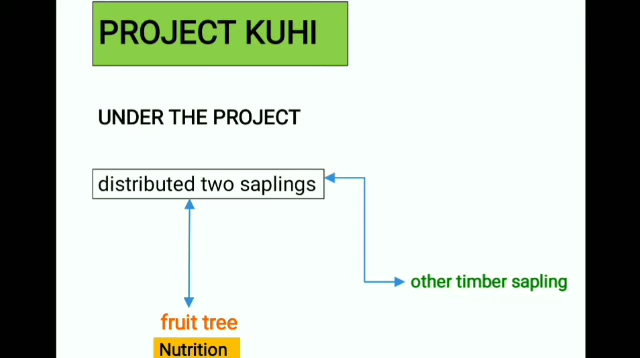 PROJECT KUHI
UNDER THE PROJECT
distributed two saplings
other timber sapling
fruit tree
Nutrition